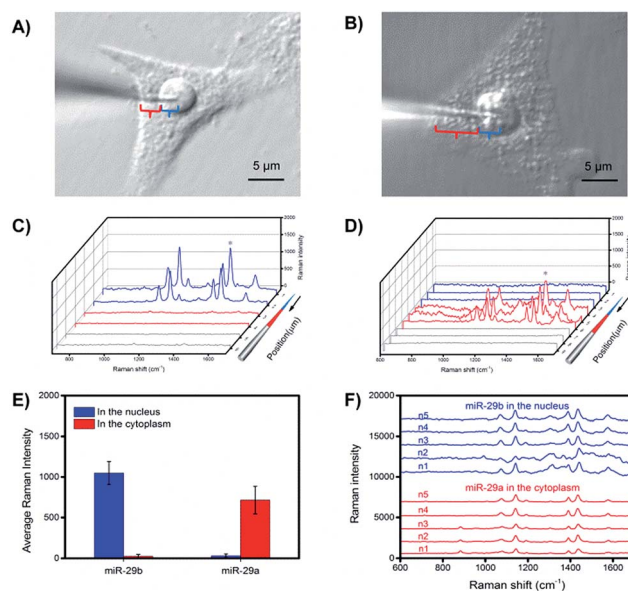 A)
B)
5 µm
5 µm
C)
D)
2000
1500
1000
500
0
Raman intensity
800
1000
1200
1400
1600
Raman shift (cm⁻¹)
Position(µm)
2000
1500
1000
500
0
Raman intensity
600
800
1000
1200
1400
1600
Raman shift (cm⁻¹)
Position(µm)
E)
F)
2000
1500
1000
500
0
Average Raman Intensity
In the nucleus
In the cytoplasm
miR-29b
miR-29a
20000
15000
10000
5000
0
Raman Intensity
miR-29b in the nucleus
n5
n4
n3
n2
n1
miR-29a in the cytoplasm
n5
n4
n3
n2
n1
600
800
1000
1200
1400
1600
Raman shift (cm⁻¹)